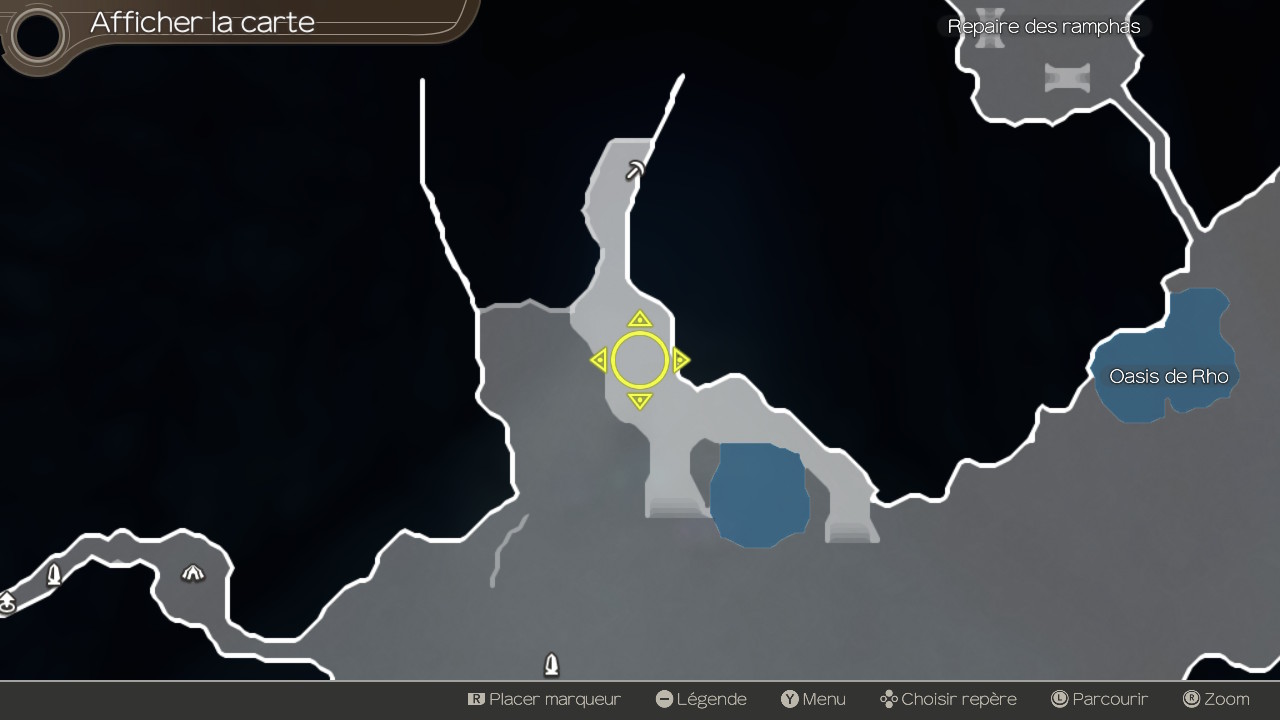 Afficher la carte
Repaire des ramphas
Oasis de Rho
R Placer marqueur
Légende
Y Menu
Choisir repère
L Parcourir
R Zoom